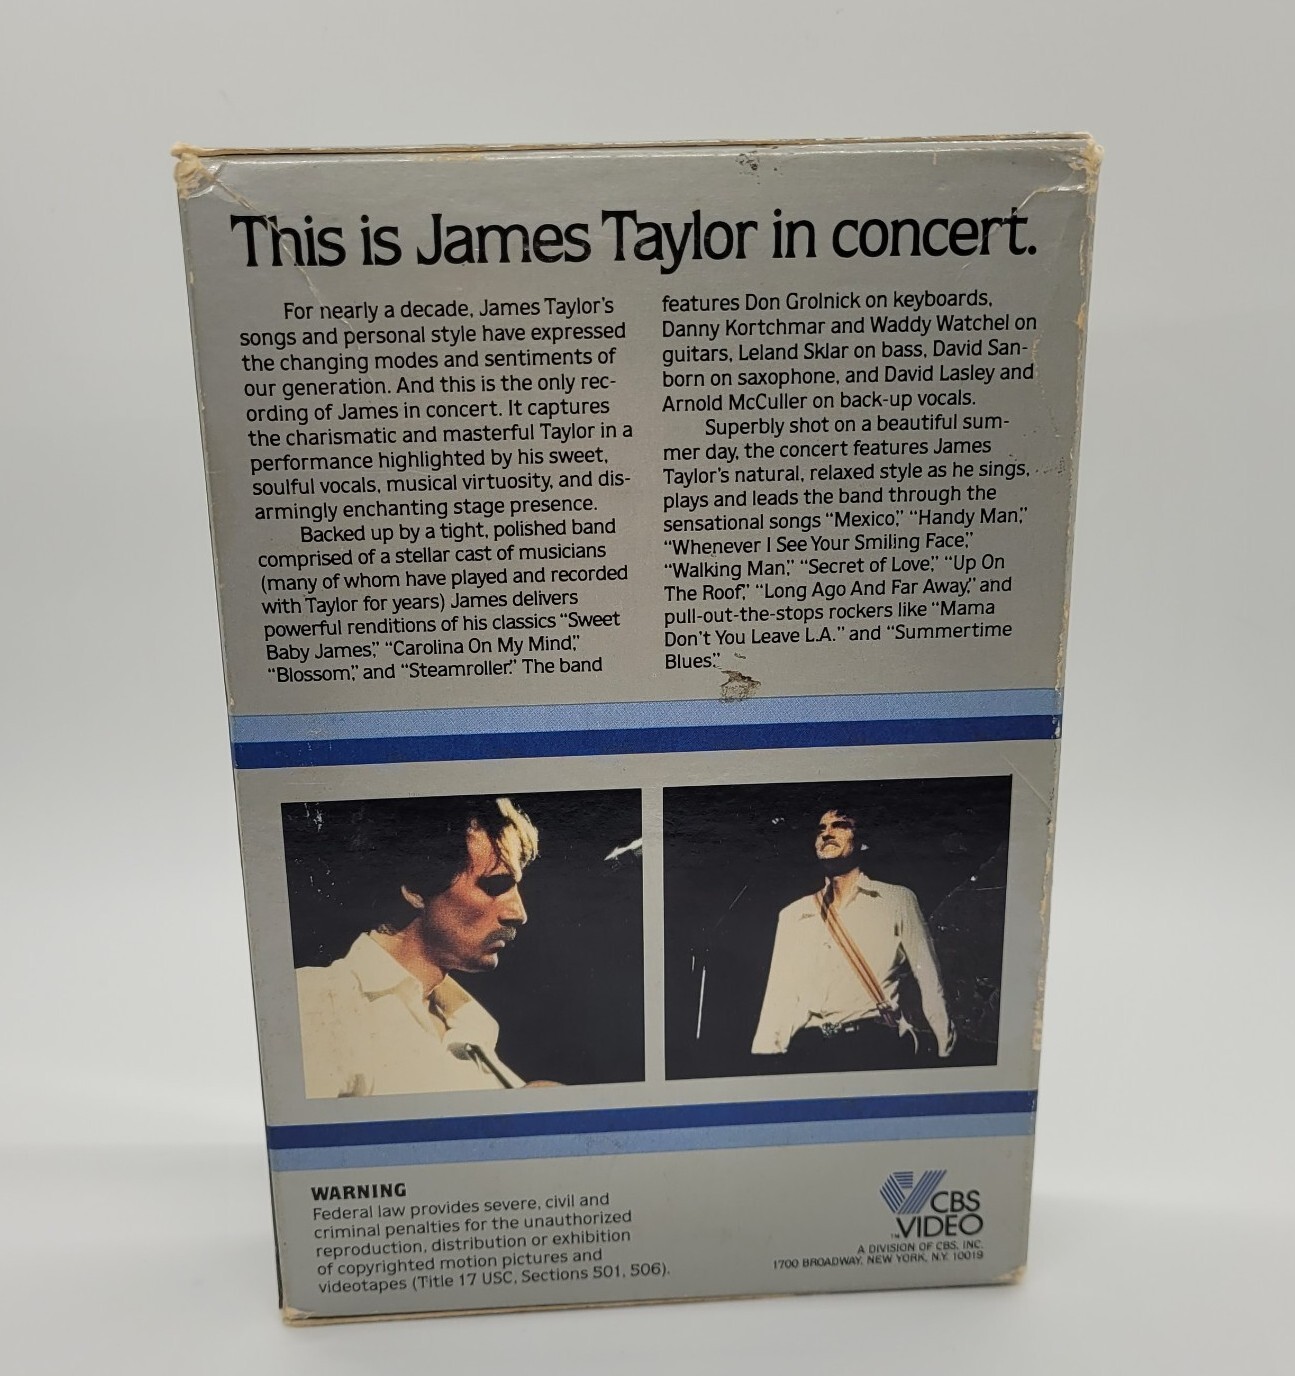 This is James Taylor in concert.
For nearly a decade, James Taylor's
songs and personal style have expressed
the changing modes and sentiments of
our generation. And this is the only rec-
ording of James in concert. It captures
the charismatic and masterful Taylor in a
performance highlighted by his sweet,
soulful vocals, musical virtuosity, and dis-
armingly enchanting stage presence.
Backed up by a tight, polished band
comprised of a stellar cast of musicians
(many of whom have played and recorded
with Taylor for years) James delivers
powerful renditions of his classics "Sweet
Baby James," "Carolina On My Mind,"
"Blossom," and "Steamroller." The band
features Don Grolnick on keyboards,
Danny Kortchmar and Waddy Watchel on
guitars, Leland Sklar on bass, David San-
born on saxophone, and David Lasley and
Arnold McCuller on back-up vocals.
Superbly shot on a beautiful sum-
mer day, the concert features James
Taylor's natural, relaxed style as he sings,
plays and leads the band through the
sensational songs "Mexico," "Handy Man,"
"Whenever I See Your Smiling Face,"
"Walking Man," "Secret of Love," "Up On
The Roof," "Long Ago And Far Away," and
pull-out-the-stops rockers like "Mama
Don't You Leave L.A." and "Summertime
Blues."
WARNING
Federal law provides severe, civil and
criminal penalties for the unauthorized
reproduction, distribution or exhibition
of copyrighted motion pictures and
videotapes (Title 17 USC, Sections 501, 506).
CBS
VIDEO
TM
A DIVISION OF CBS, INC.
1700 BROADWAY, NEW YORK, N.Y. 10019